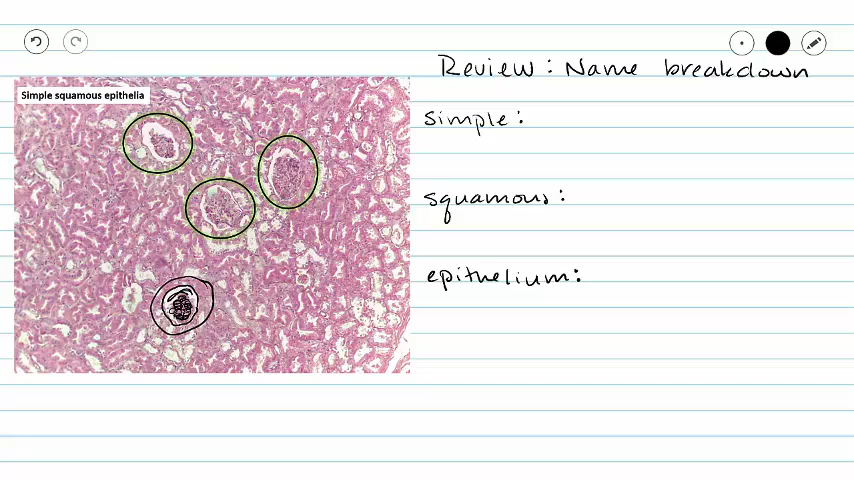 Review: Name breakdown
Simple squamous epithelia
simple:
squamous:
epithelium: